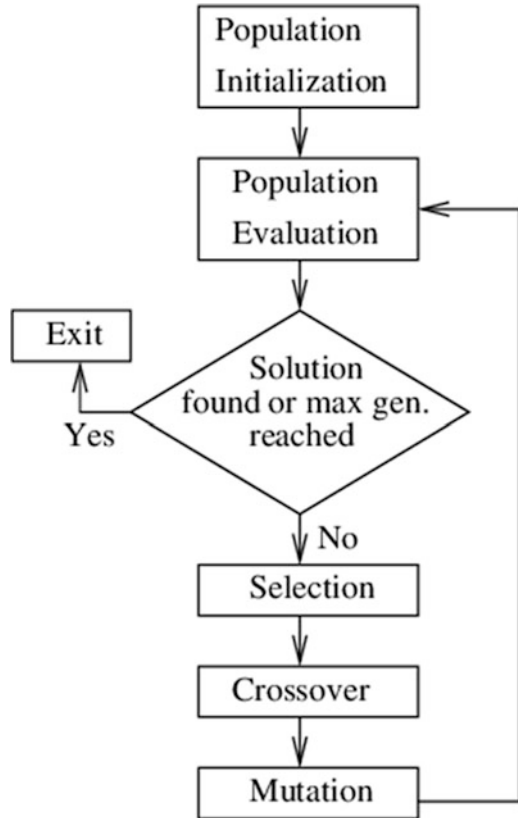 Population
Initialization
Population
Evaluation
Exit
Solution
found or max gen.
reached
Yes
No
Selection
Crossover
Mutation